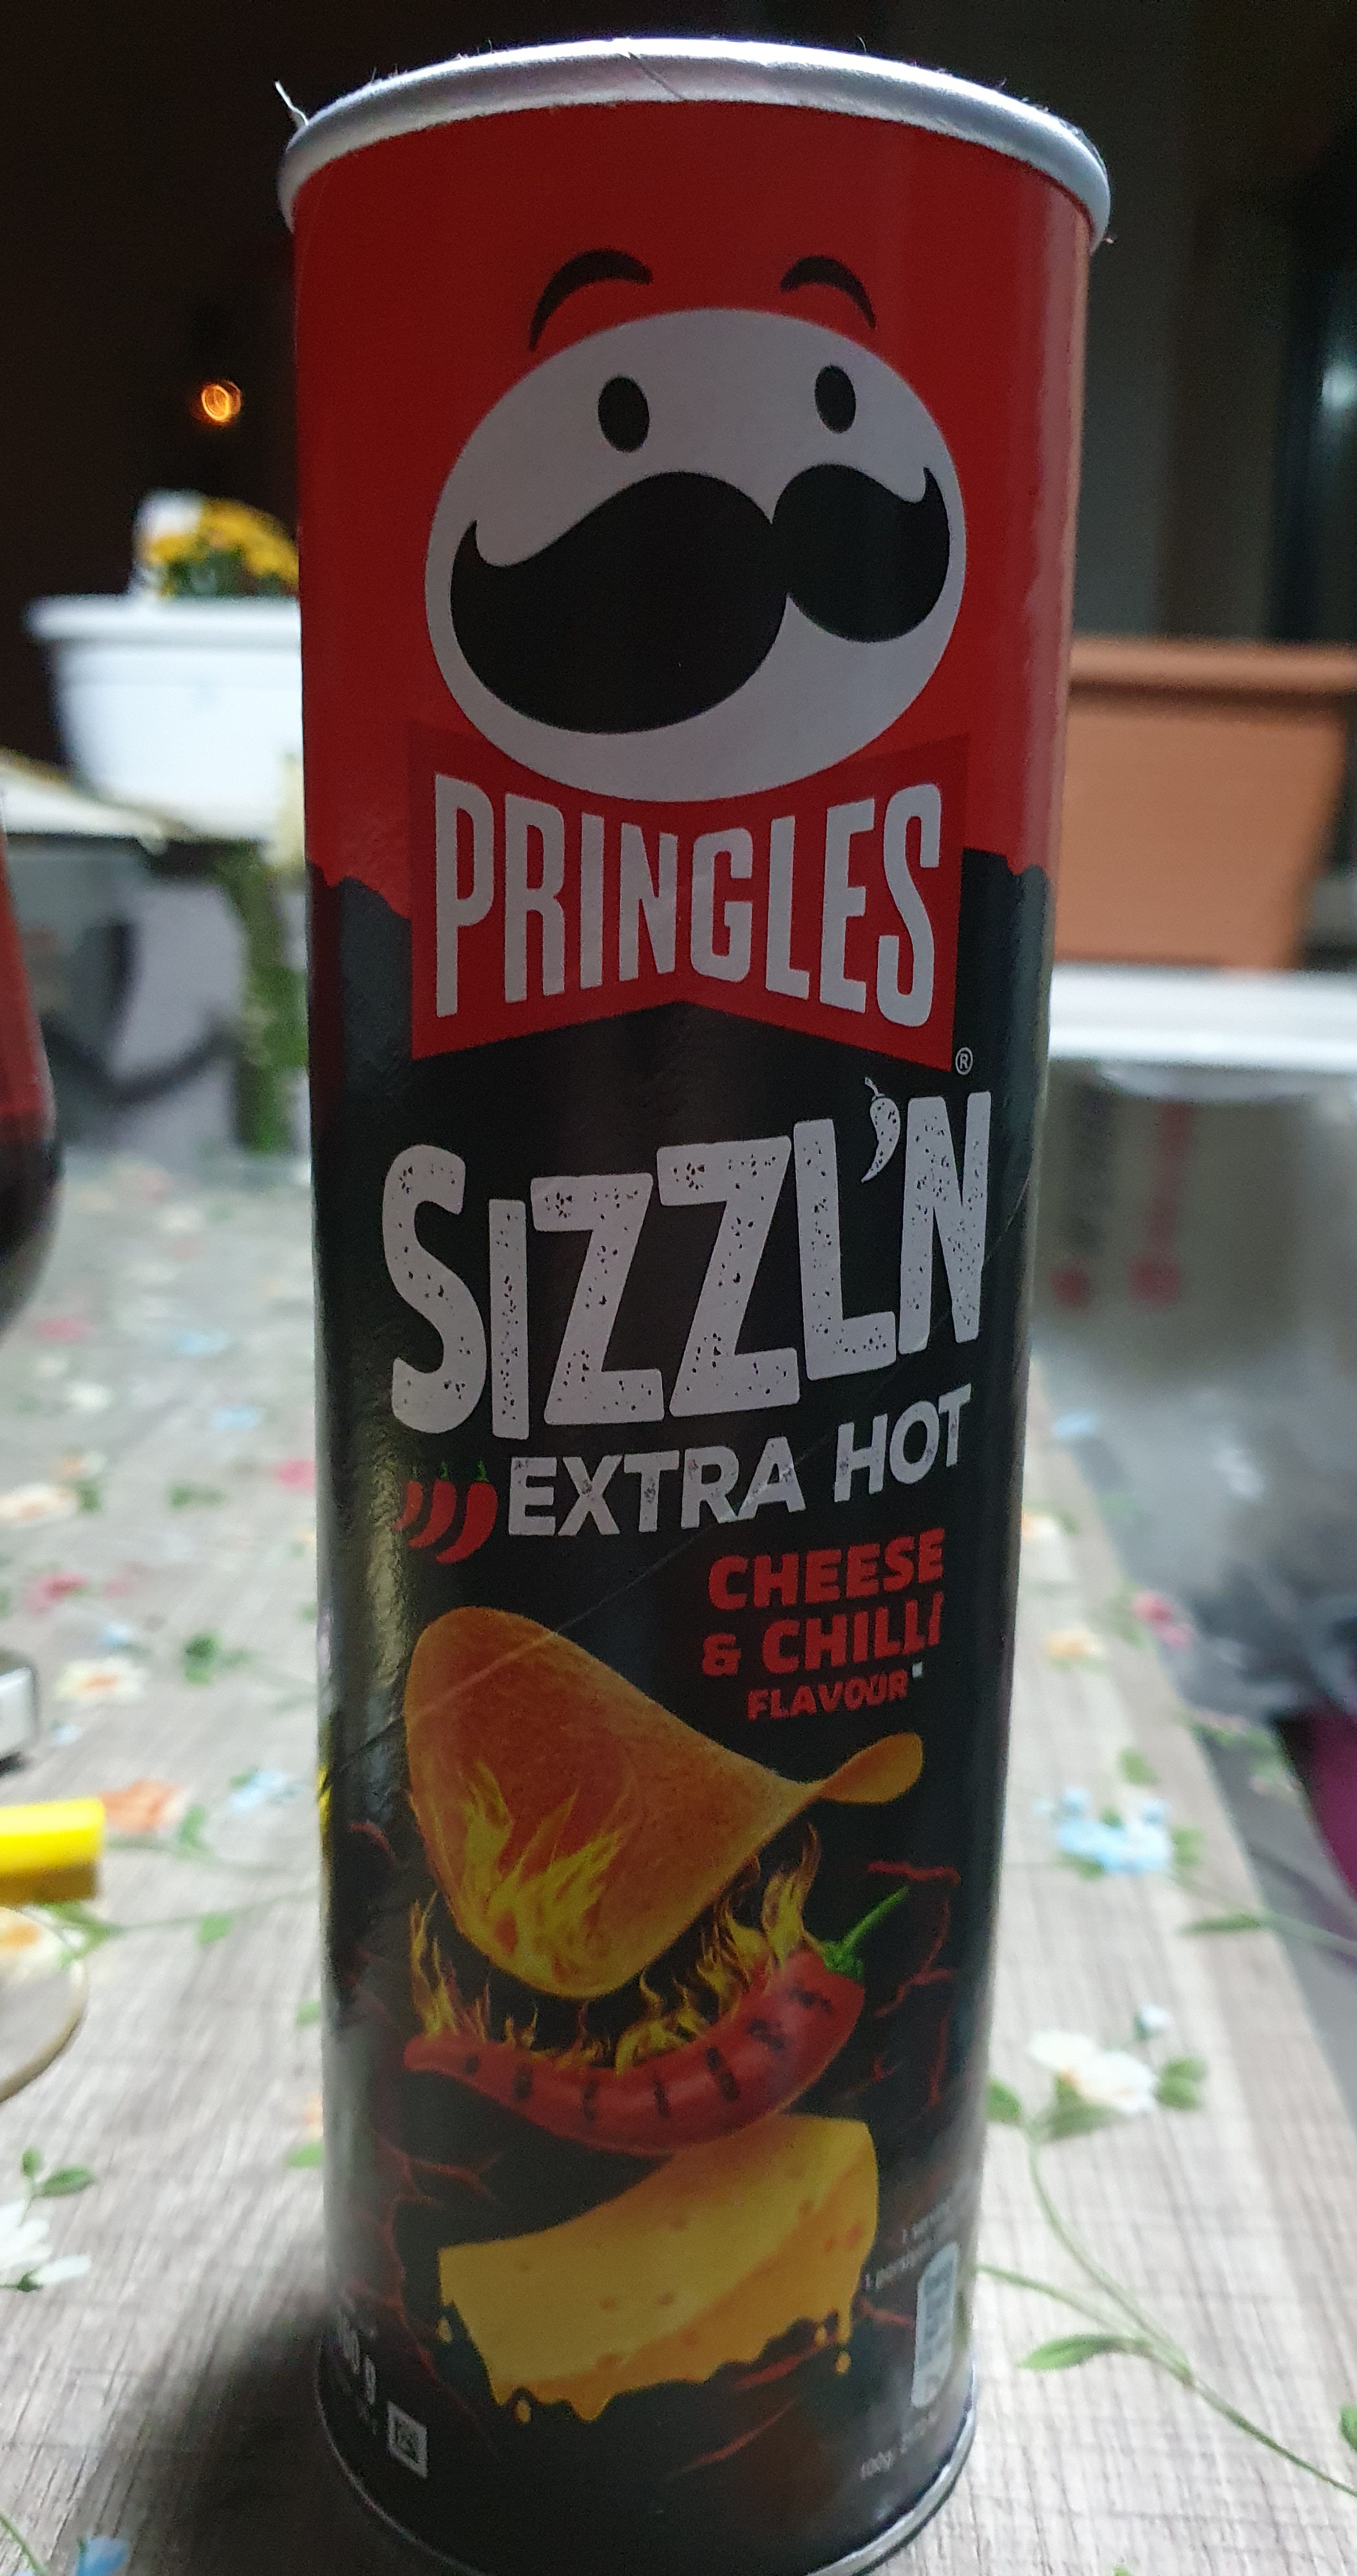 PRINGLES
®
SIZZL'N
EXTRA HOT
CHEESE
& CHILLI
FLAVOUR